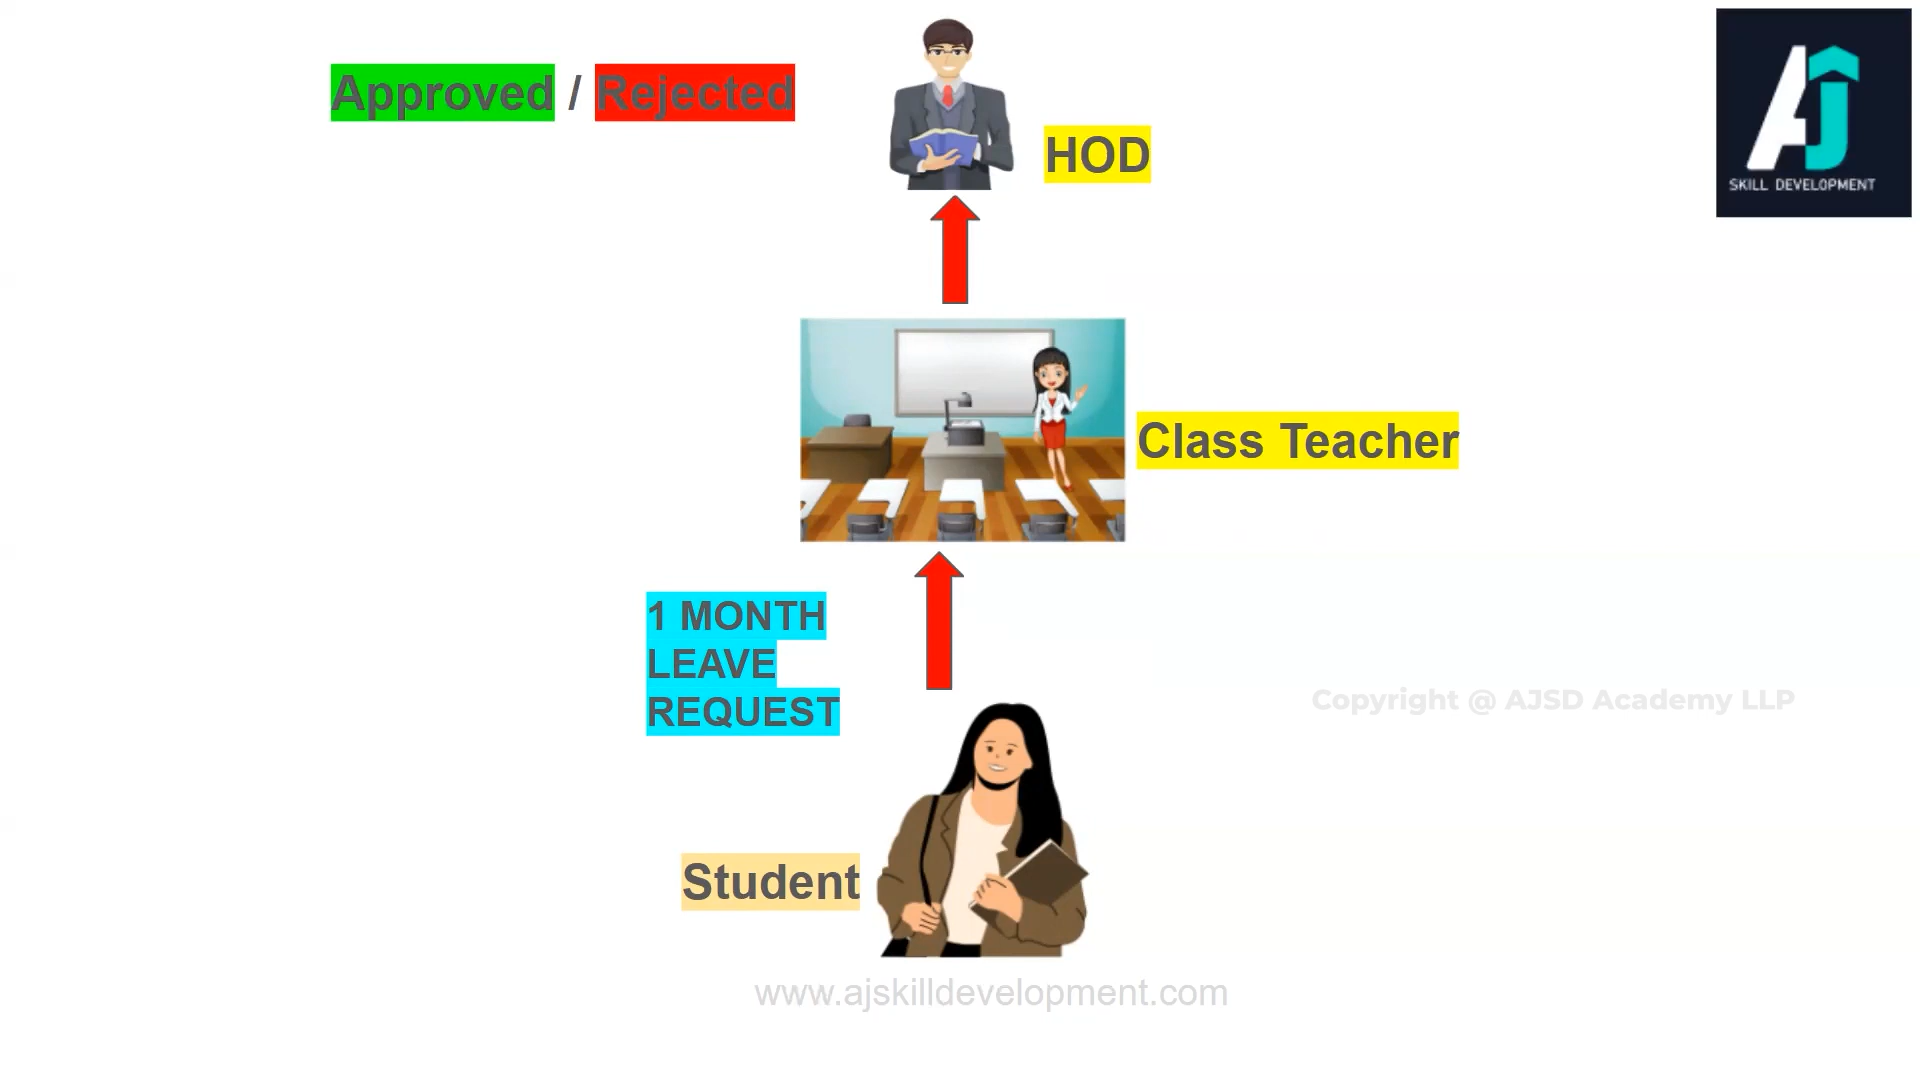 Approved / Rejected
HOD
AJ
SKILL DEVELOPMENT
Class Teacher
1 MONTH
LEAVE
REQUEST
Copyright @ AJSD Academy LLP
Student
www.ajskilldevelopment.com